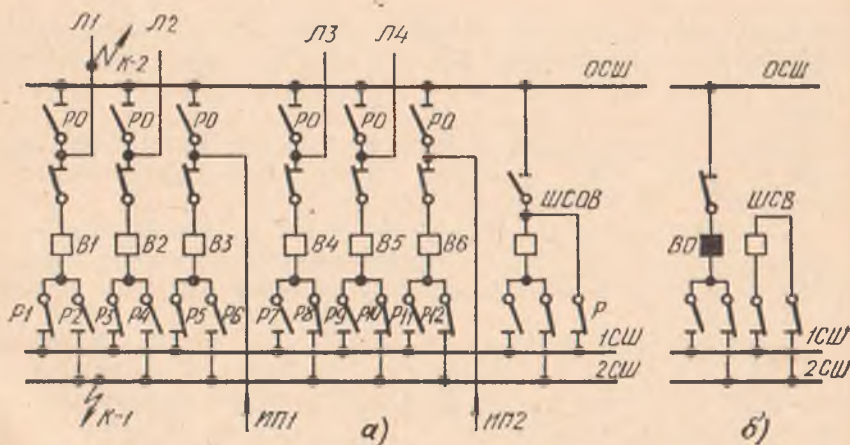 Л1 Л2 Л3 Л4
К-2
ОСШ ОСШ
РО РО РО РО РО РО
ШСОВ ШСВ
В1 В2 В3 В4 В5 В6 ВО
Р1 Р2 Р3 Р4 Р5 Р6 Р7 Р8 Р9 Р10 Р11 Р12 Р
1СШ 1СШ
2СШ 2СШ
К-1 ИП1 а) ИП2 б)